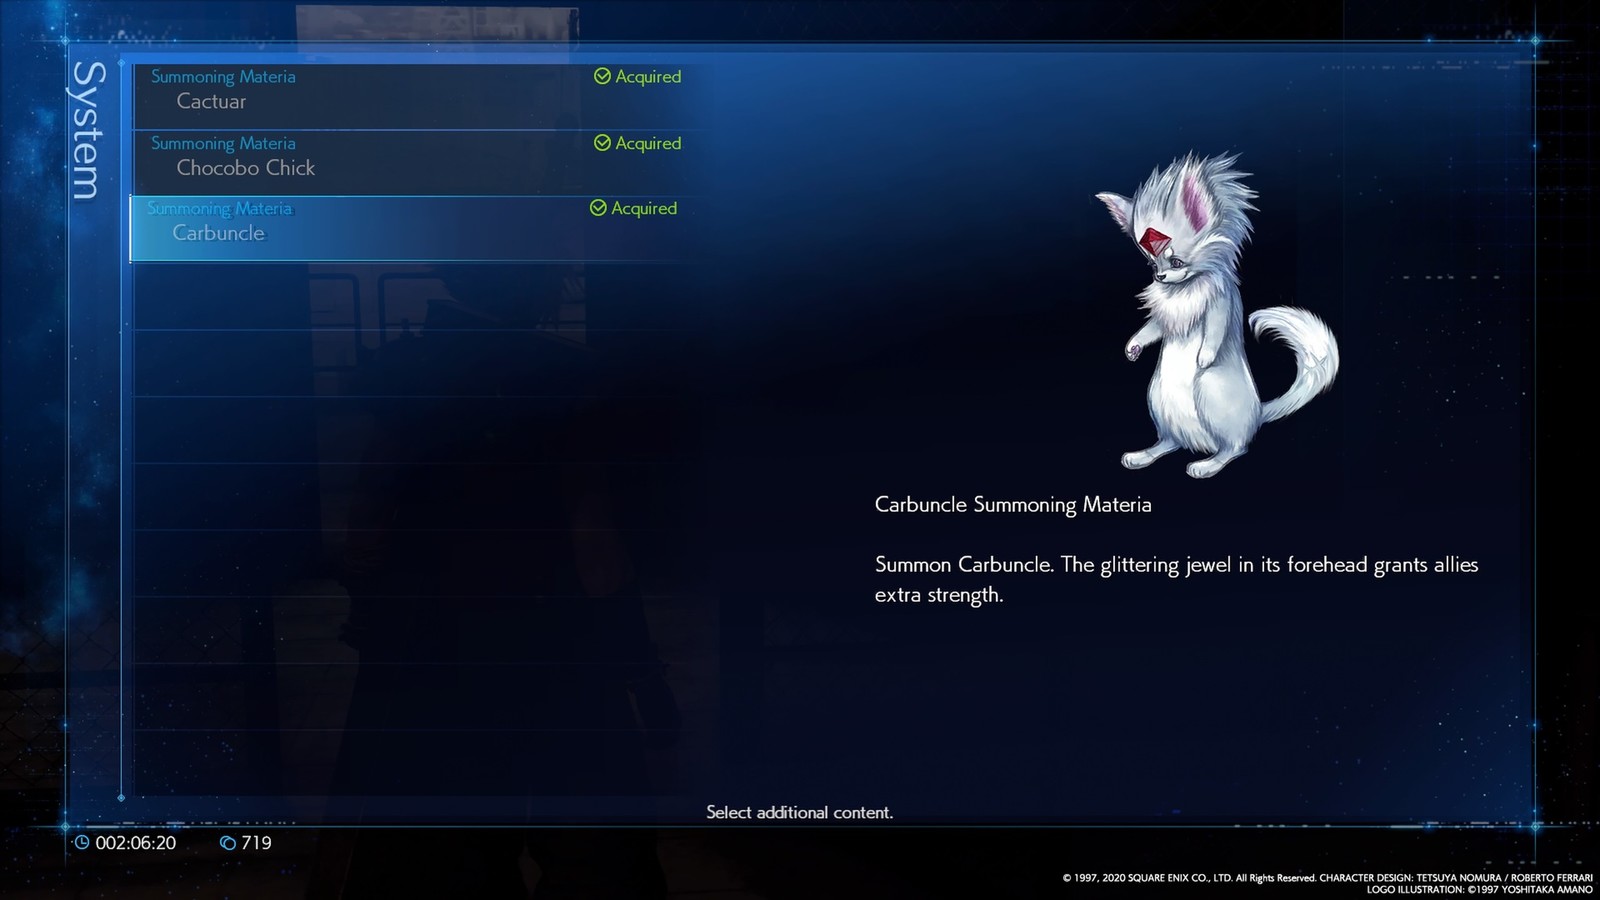 System
Summoning Materia
Acquired
Cactuar
Summoning Materia
Acquired
Chocobo Chick
Summoning Materia
Acquired
Carbuncle
Carbuncle Summoning Materia
Summon Carbuncle. The glittering jewel in its forehead grants allies
extra strength.
Select additional content.
002:06:20
719
© 1997, 2020 SQUARE ENIX CO., LTD. All Rights Reserved. CHARACTER DESIGN: TETSUYA NOMURA / ROBERTO FERRARI
LOGO ILLUSTRATION: ©1997 YOSHITAKA AMANO